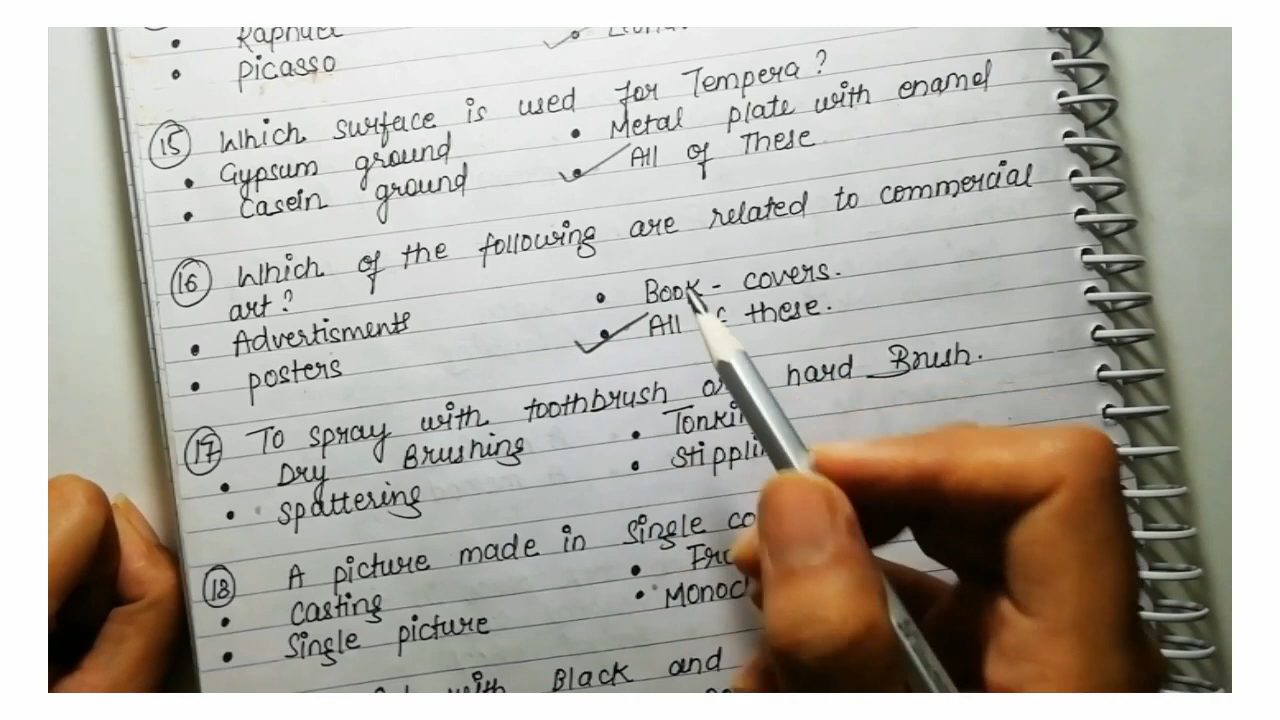 Raphael
• Picasso
15 Which surface is used for Tempera?
• Gypsum ground • Metal plate with enamel
• Casein ground • All of These
16 Which of the following are related to commercial
art?
• Advertisments • Book - covers.
• posters • All these.
17 To spray with toothbrush hard Brush.
• Dry Brushing
• Spattering
18 A picture made in single
• Casting
• Single picture
with Black and